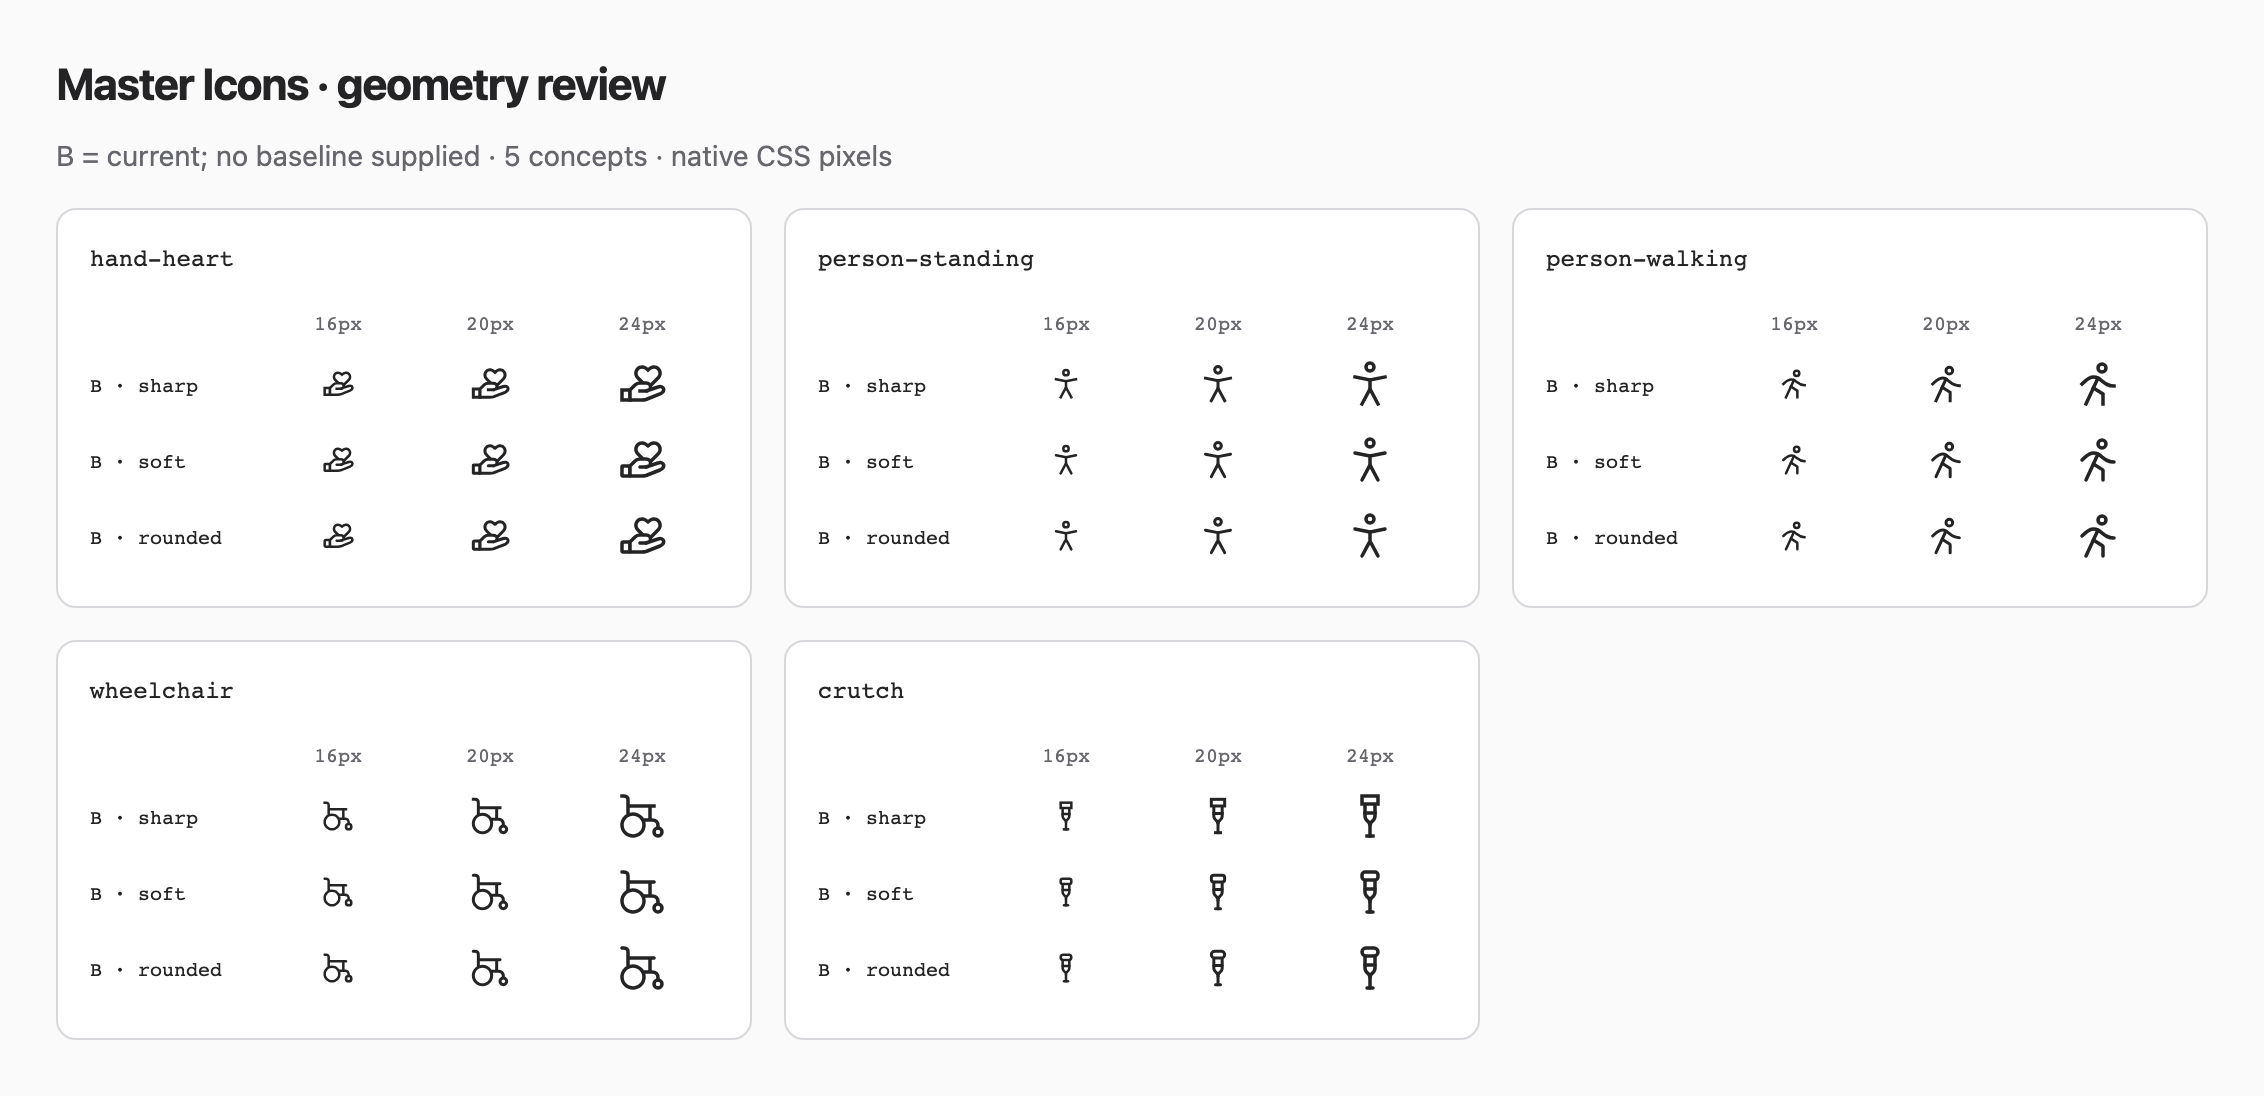 Master Icons · geometry review
B = current; no baseline supplied · 5 concepts · native CSS pixels
hand-heart
16px 20px 24px
B · sharp
B · soft
B · rounded
person-standing
16px 20px 24px
B · sharp
B · soft
B · rounded
person-walking
16px 20px 24px
B · sharp
B · soft
B · rounded
wheelchair
16px 20px 24px
B · sharp
B · soft
B · rounded
crutch
16px 20px 24px
B · sharp
B · soft
B · rounded